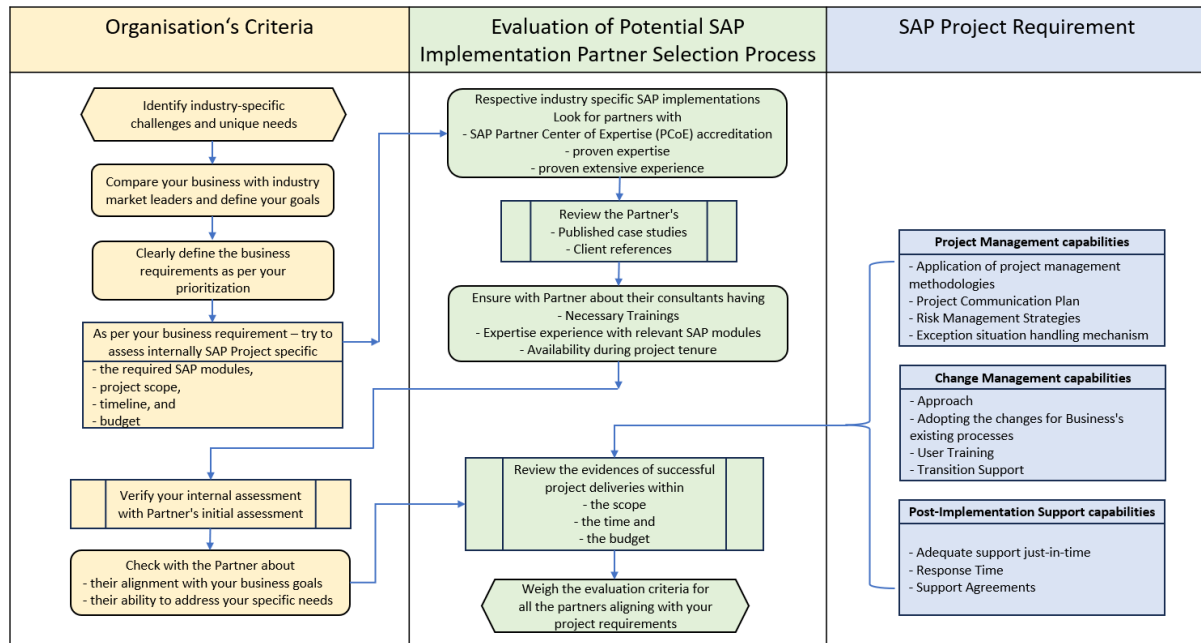 Organisation‘s Criteria
Evaluation of Potential SAP
Implementation Partner Selection Process
SAP Project Requirement
Identify industry-specific
challenges and unique needs
Compare your business with industry
market leaders and define your goals
Clearly define the business
requirements as per your
prioritization
As per your business requirement – try to
assess internally SAP Project specific
- the required SAP modules,
- project scope,
- timeline, and
- budget
Verify your internal assessment
with Partner's initial assessment
Check with the Partner about
- their alignment with your business goals
- their ability to address your specific needs
Respective industry specific SAP implementations
Look for partners with
- SAP Partner Center of Expertise (PCoE) accreditation
- proven expertise
- proven extensive experience
Review the Partner's
- Published case studies
- Client references
Ensure with Partner about their consultants having
- Necessary Trainings
- Expertise experience with relevant SAP modules
- Availability during project tenure
Review the evidences of successful
project deliveries within
- the scope
- the time and
- the budget
Weigh the evaluation criteria for
all the partners aligning with your
project requirements
Project Management capabilities
- Application of project management
methodologies
- Project Communication Plan
- Risk Management Strategies
- Exception situation handling mechanism
Change Management capabilities
- Approach
- Adopting the changes for Business's
existing processes
- User Training
- Transition Support
Post-Implementation Support capabilities
- Adequate support just-in-time
- Response Time
- Support Agreements